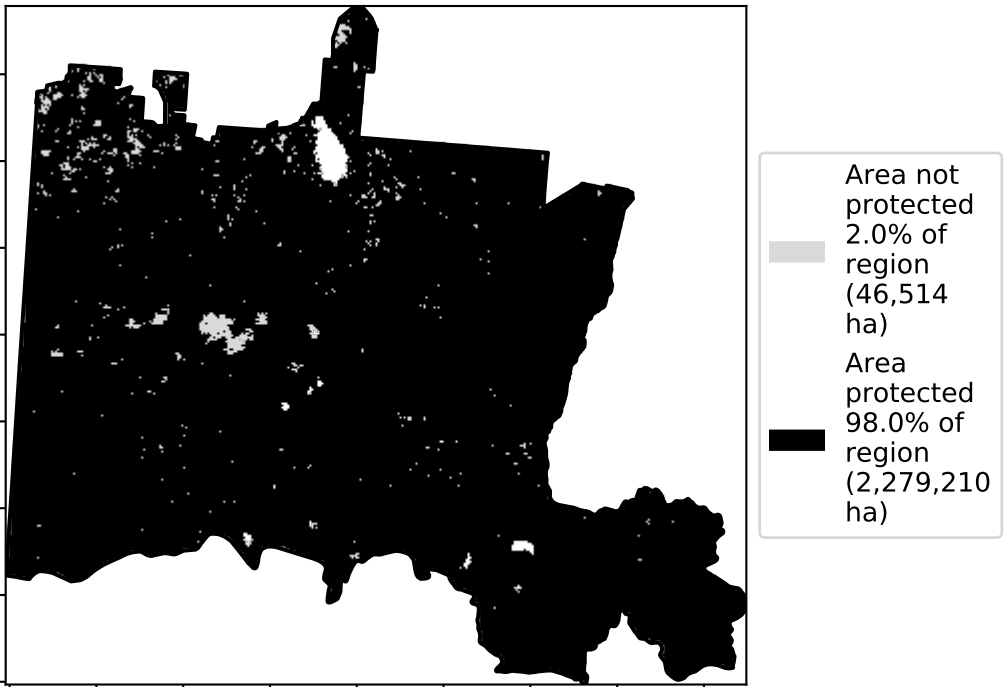 Area not
protected
2.0% of
region
(46,514
ha)
Area
protected
98.0% of
region
(2,279,210
ha)